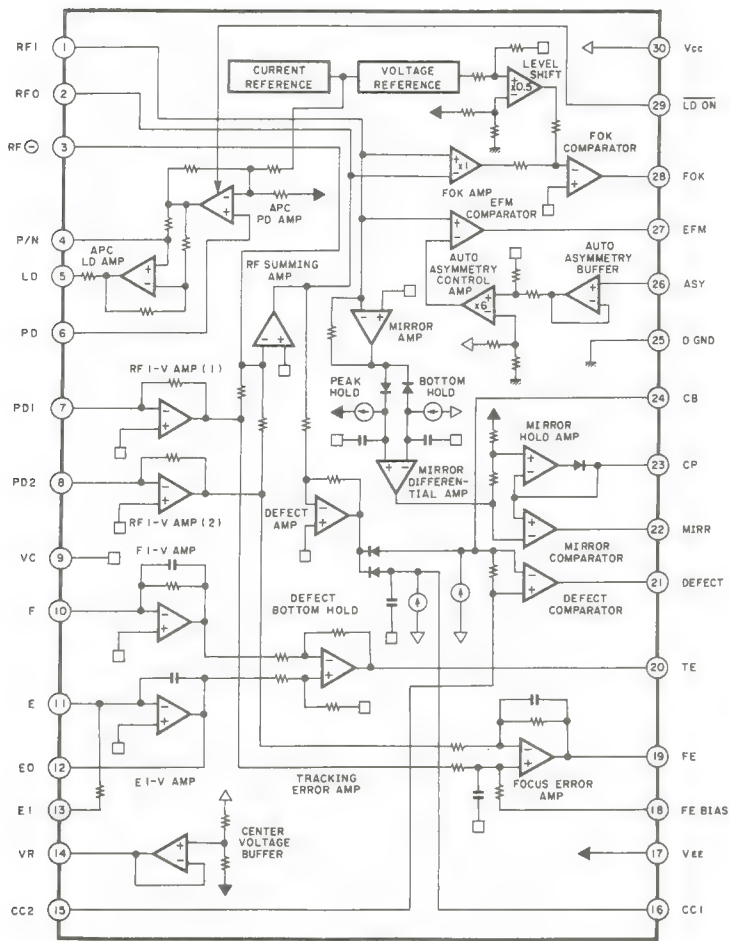 RFI
1
RFO
2
RF⊖
3
P/N
4
LD
5
PD
6
PD1
7
PD2
8
VC
9
F
10
E
11
EO
12
EI
13
VR
14
CC2
15
CURRENT
REFERENCE
VOLTAGE
REFERENCE
LEVEL
SHIFT
×0.5
APC
PD AMP
APC
LD AMP
×1
FOK AMP
FOK
COMPARATOR
EFM
COMPARATOR
RF SUMMING
AMP
AUTO
ASYMMETRY
CONTROL
AMP
×6
AUTO
ASYMMETRY
BUFFER
MIRROR AMP
RF I-V AMP (1)
PEAK
HOLD
BOTTOM
HOLD
MIRROR
HOLD AMP
RF I-V AMP (2)
DEFECT
AMP
MIRROR
DIFFEREN-
TIAL AMP
MIRROR
COMPARATOR
F I-V AMP
DEFECT
BOTTOM HOLD
DEFECT
COMPARATOR
E I-V AMP
TRACKING
ERROR AMP
FOCUS ERROR
AMP
CENTER
VOLTAGE
BUFFER
30
Vcc
29
LD ON
28
FOK
27
EFM
26
ASY
25
D GND
24
CB
23
CP
22
MIRR
21
DEFECT
20
TE
19
FE
18
FE BIAS
17
VEE
16
CC1